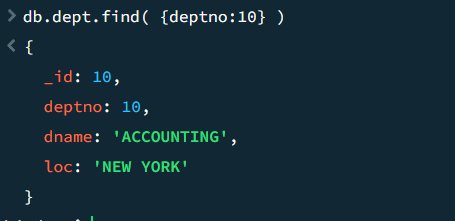 > db.dept.find( {deptno:10} )
< {
_id: 10,
deptno: 10,
dname: 'ACCOUNTING',
loc: 'NEW YORK'
}